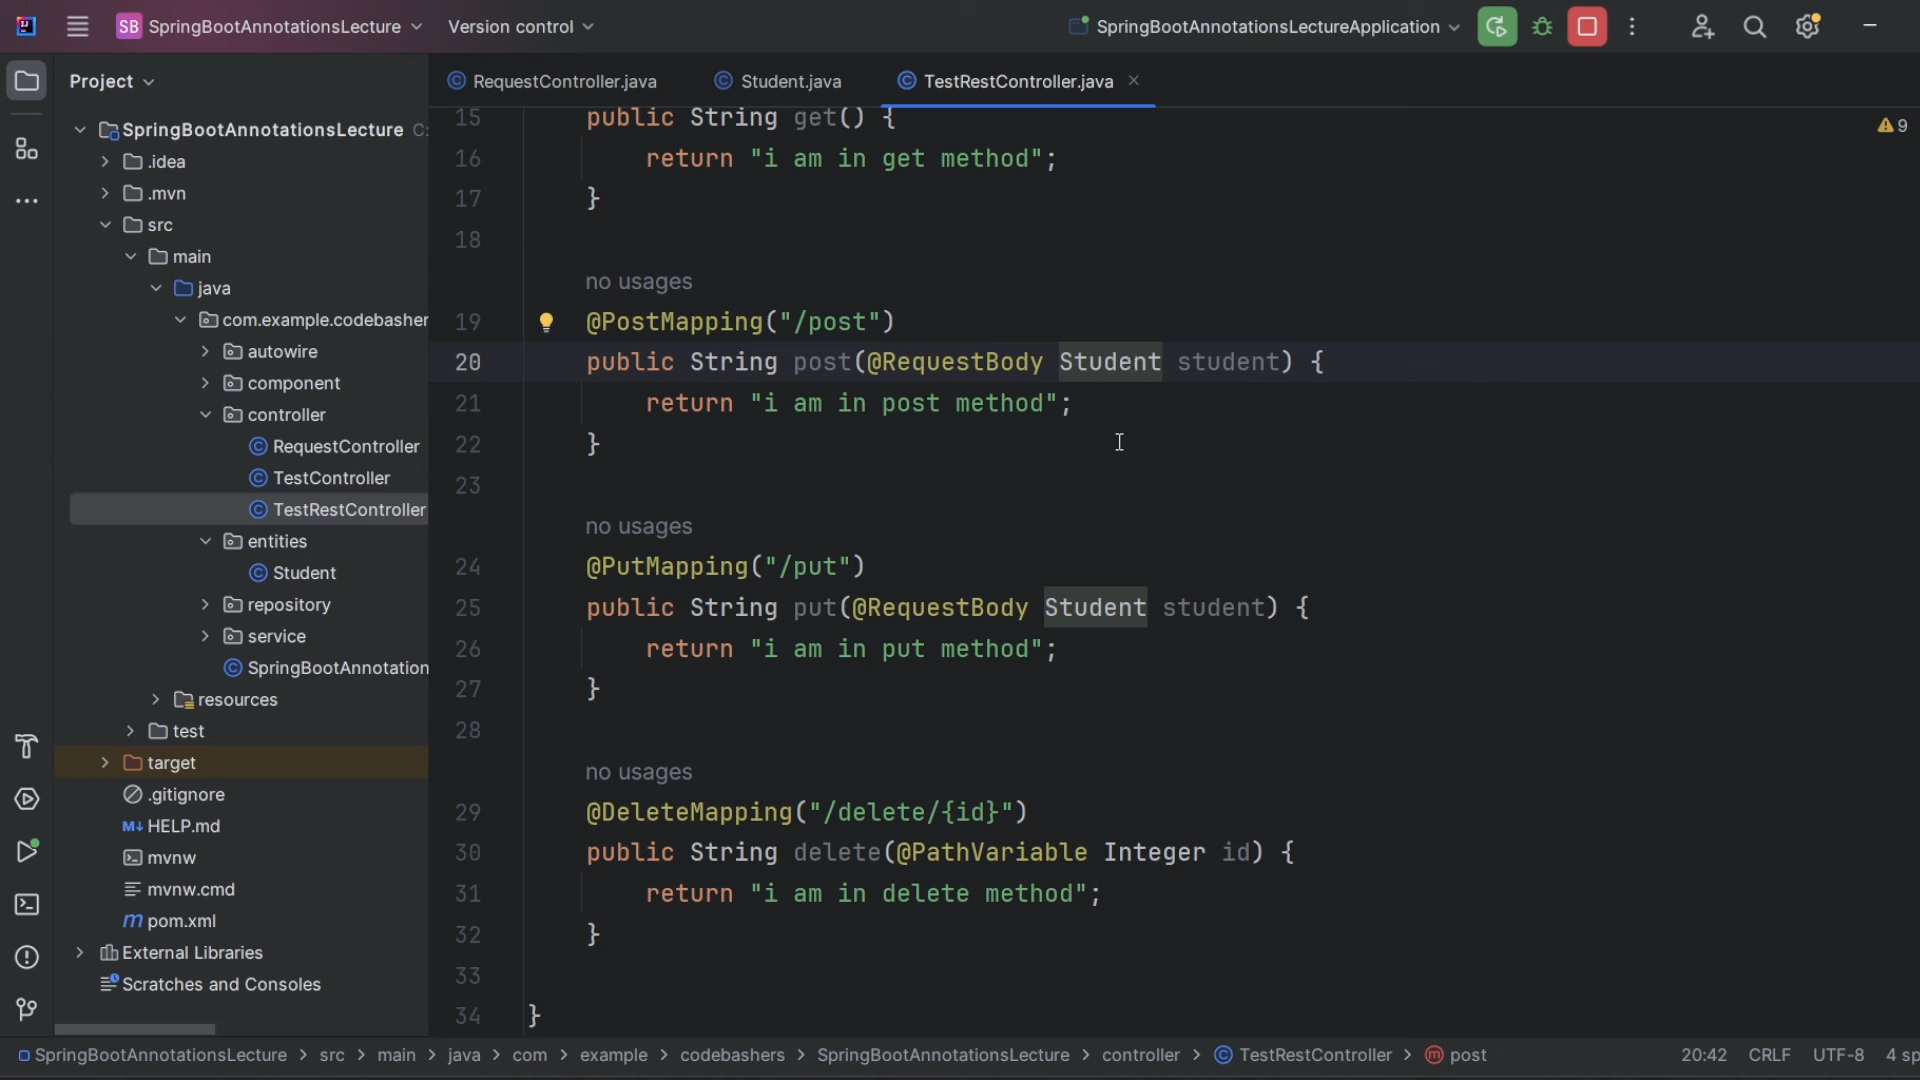 SB SpringBootAnnotationsLecture Version control SpringBootAnnotationsLectureApplication
Project
SpringBootAnnotationsLecture C:
.idea
.mvn
src
main
java
com.example.codebasher
autowire
component
controller
RequestController
TestController
TestRestController
entities
Student
repository
service
SpringBootAnnotation
resources
test
target
.gitignore
HELP.md
mvnw
mvnw.cmd
pom.xml
External Libraries
Scratches and Consoles
RequestController.java Student.java TestRestController.java
9
15 public String get() {
16 return "i am in get method";
17 }
18
no usages
19 @PostMapping("/post")
20 public String post(@RequestBody Student student) {
21 return "i am in post method";
22 }
23
no usages
24 @PutMapping("/put")
25 public String put(@RequestBody Student student) {
26 return "i am in put method";
27 }
28
no usages
29 @DeleteMapping("/delete/{id}")
30 public String delete(@PathVariable Integer id) {
31 return "i am in delete method";
32 }
33
34 }
SpringBootAnnotationsLecture > src > main > java > com > example > codebashers > SpringBootAnnotationsLecture > controller > TestRestController > post 20:42 CRLF UTF-8 4 sp